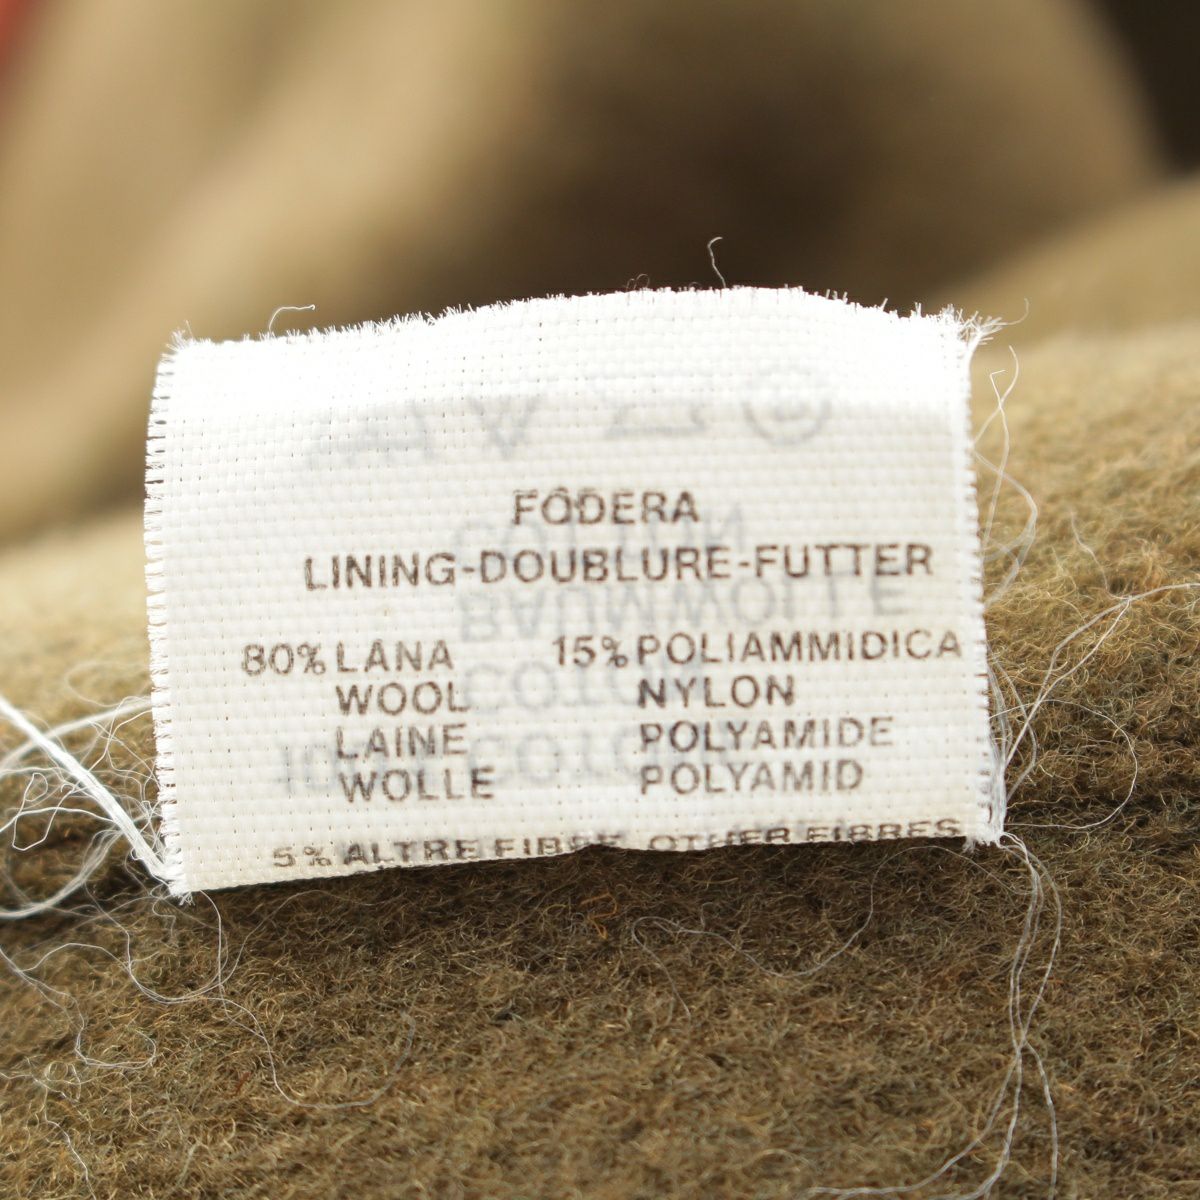 FODERA
LINING-DOUBLURE-FUTTER
80% LANA 15% POLIAMMIDICA
WOOL NYLON
LAINE POLYAMIDE
WOLLE POLYAMID
5% ALTRE FIBRE OTHER FIBRES